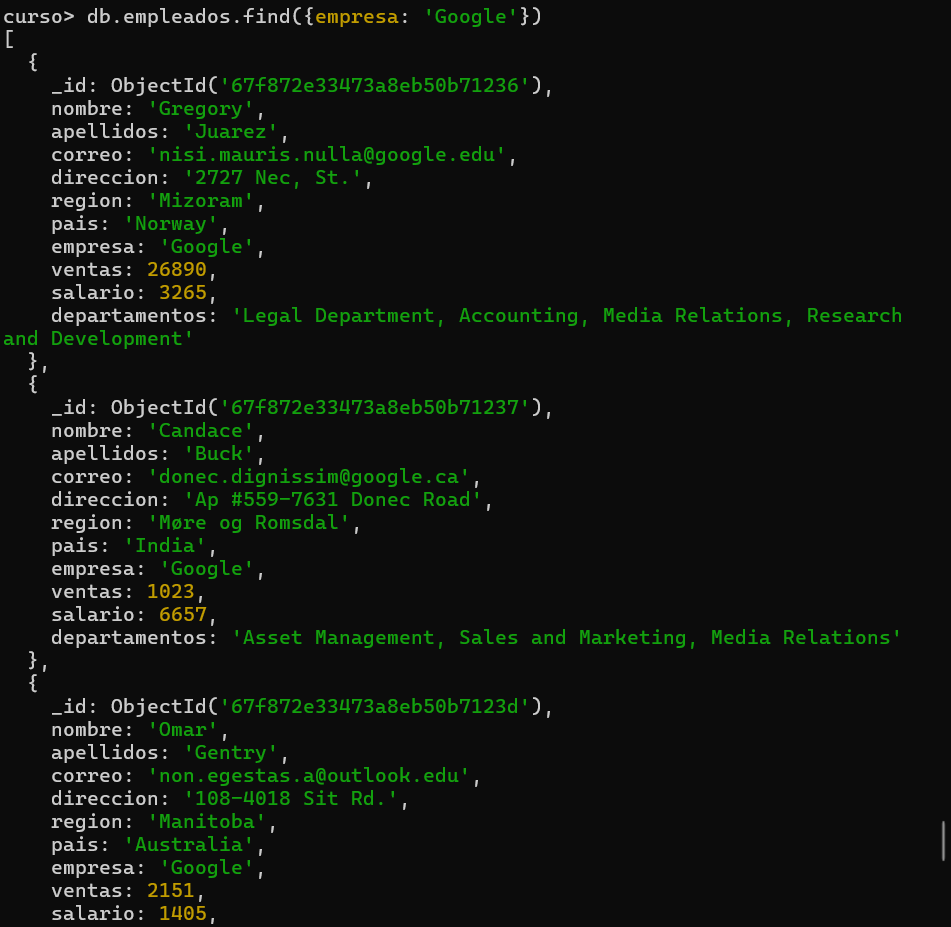 curso> db.empleados.find({empresa: 'Google'})
[
  {
    _id: ObjectId('67f872e33473a8eb50b71236'),
    nombre: 'Gregory',
    apellidos: 'Juarez',
    correo: 'nisi.mauris.nulla@google.edu',
    direccion: '2727 Nec, St.',
    region: 'Mizoram',
    pais: 'Norway',
    empresa: 'Google',
    ventas: 26890,
    salario: 3265,
    departamentos: 'Legal Department, Accounting, Media Relations, Research
and Development'
  },
  {
    _id: ObjectId('67f872e33473a8eb50b71237'),
    nombre: 'Candace',
    apellidos: 'Buck',
    correo: 'donec.dignissim@google.ca',
    direccion: 'Ap #559-7631 Donec Road',
    region: 'Møre og Romsdal',
    pais: 'India',
    empresa: 'Google',
    ventas: 1023,
    salario: 6657,
    departamentos: 'Asset Management, Sales and Marketing, Media Relations'
  },
  {
    _id: ObjectId('67f872e33473a8eb50b7123d'),
    nombre: 'Omar',
    apellidos: 'Gentry',
    correo: 'non.egestas.a@outlook.edu',
    direccion: '108-4018 Sit Rd.',
    region: 'Manitoba',
    pais: 'Australia',
    empresa: 'Google',
    ventas: 2151,
    salario: 1405,